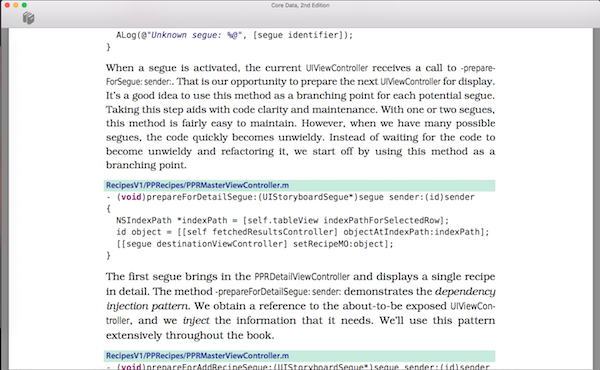 Core Data, 2nd Edition
ALog(@"Unknown segue: %@", [segue identifier]);
}
When a segue is activated, the current UIViewController receives a call to -prepare-
ForSegue: sender:. That is our opportunity to prepare the next UIViewController for display.
It's a good idea to use this method as a branching point for each potential segue.
Taking this step aids with code clarity and maintenance. With one or two segues,
this method is fairly easy to maintain. However, when we have many possible
segues, the code quickly becomes unwieldy. Instead of waiting for the code to
become unwieldy and refactoring it, we start off by using this method as a
branching point.
RecipesV1/PPRecipes/PPRMasterViewController.m
- (void)prepareForDetailSegue:(UIStoryboardSegue*)segue sender:(id)sender
{
NSIndexPath *indexPath = [self.tableView indexPathForSelectedRow];
id object = [[self fetchedResultsController] objectAtIndexPath:indexPath];
[[segue destinationViewController] setRecipeMO:object];
}
The first segue brings in the PPRDetailViewController and displays a single recipe
in detail. The method -prepareForDetailSegue: sender: demonstrates the dependency
injection pattern. We obtain a reference to the about-to-be exposed UIViewCon-
troller, and we inject the information that it needs. We'll use this pattern
extensively throughout the book.
RecipesV1/PPRecipes/PPRMasterViewController.m
- (void)prepareForAddRecipeSegue:(UIStoryboardSegue*)segue sender:(id)sender